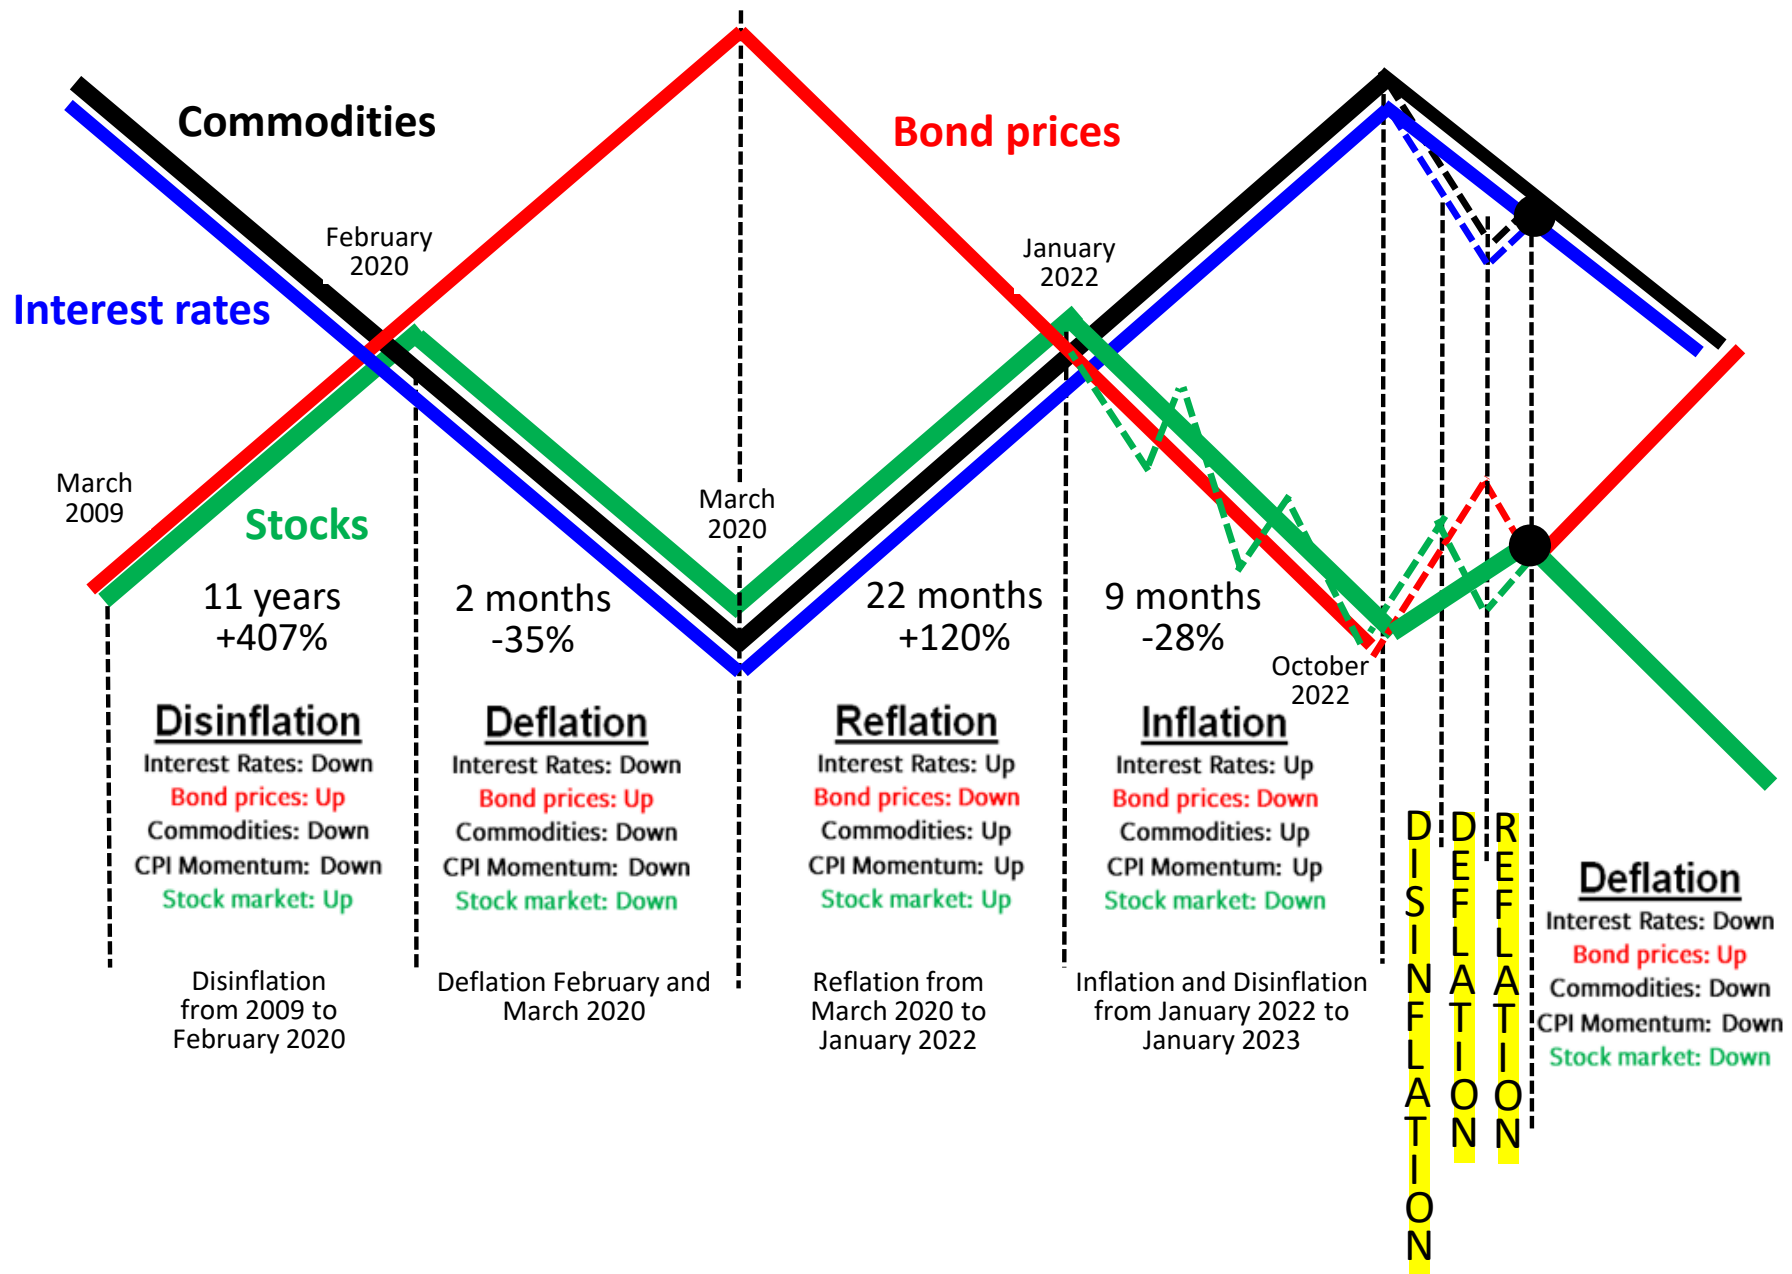 Commodities
Bond prices
February
2020
January
2022
Interest rates
March
2009
March
2020
Stocks
11 years
+407%
2 months
-35%
22 months
+120%
9 months
-28%
October
2022
Disinflation
Interest Rates: Down
Bond prices: Up
Commodities: Down
CPI Momentum: Down
Stock market: Up
Deflation
Interest Rates: Down
Bond prices: Up
Commodities: Down
CPI Momentum: Down
Stock market: Down
Reflation
Interest Rates: Up
Bond prices: Down
Commodities: Up
CPI Momentum: Up
Stock market: Up
Inflation
Interest Rates: Up
Bond prices: Down
Commodities: Up
CPI Momentum: Up
Stock market: Down
DISINFLATION
DEFLATION
REFLATION
Deflation
Interest Rates: Down
Bond prices: Up
Commodities: Down
CPI Momentum: Down
Stock market: Down
Disinflation
from 2009 to
February 2020
Deflation February and
March 2020
Reflation from
March 2020 to
January 2022
Inflation and Disinflation
from January 2022 to
January 2023